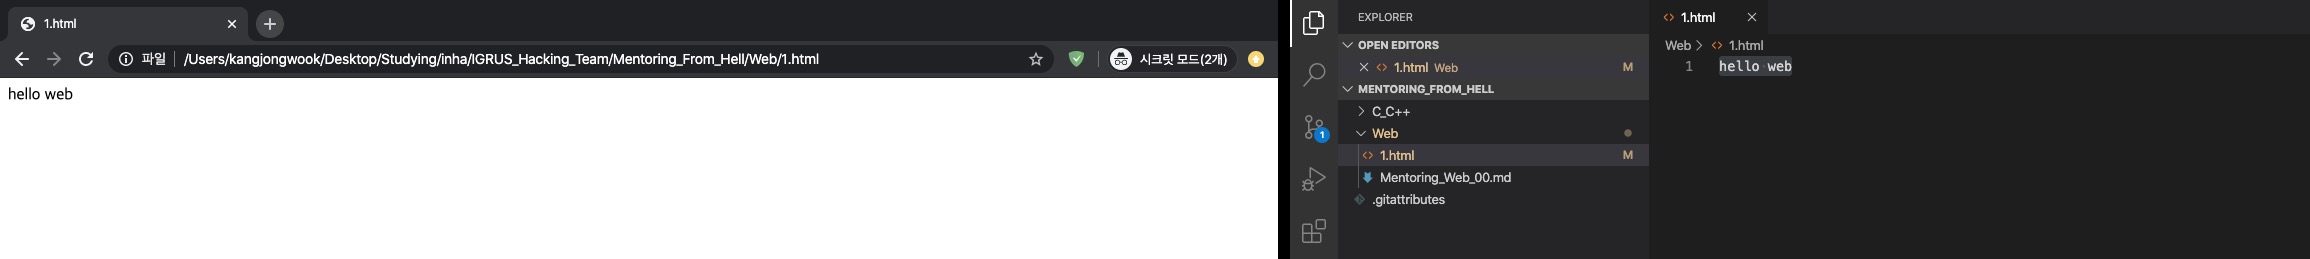 1.html
파일 /Users/kangjongwook/Desktop/Studying/inha/IGRUS_Hacking_Team/Mentoring_From_Hell/Web/1.html
시크릿 모드(2개)
hello web
EXPLORER
OPEN EDITORS
1.html Web M
MENTORING_FROM_HELL
C_C++
Web
1.html M
Mentoring_Web_00.md
.gitattributes
1
1.html
Web > 1.html
1 hello web